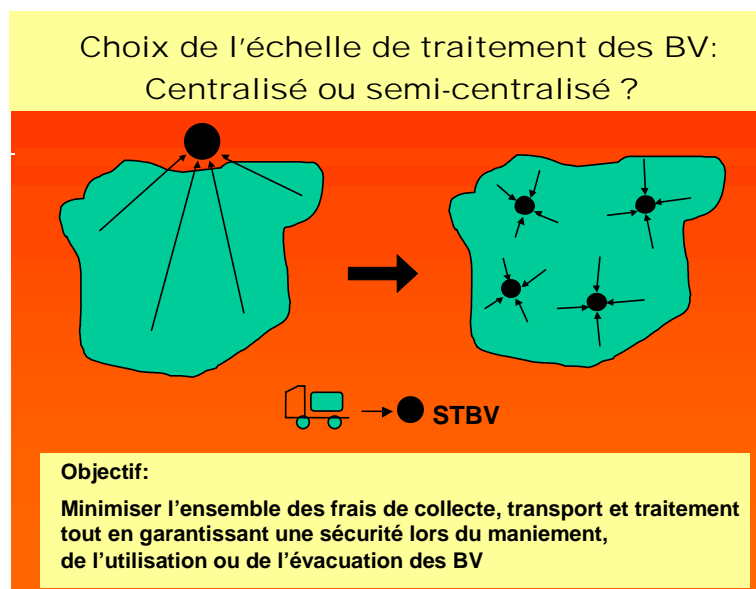 Choix de l'échelle de traitement des BV:
Centralisé ou semi-centralisé ?
STBV
Objectif:
Minimiser l'ensemble des frais de collecte, transport et traitement
tout en garantissant une sécurité lors du maniement,
de l'utilisation ou de l'évacuation des BV